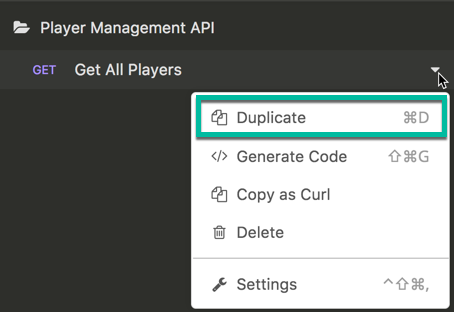 Player Management API
GET Get All Players
Duplicate ⌘D
</> Generate Code ⇧⌘G
Copy as Curl
Delete
Settings ^⇧⌘,